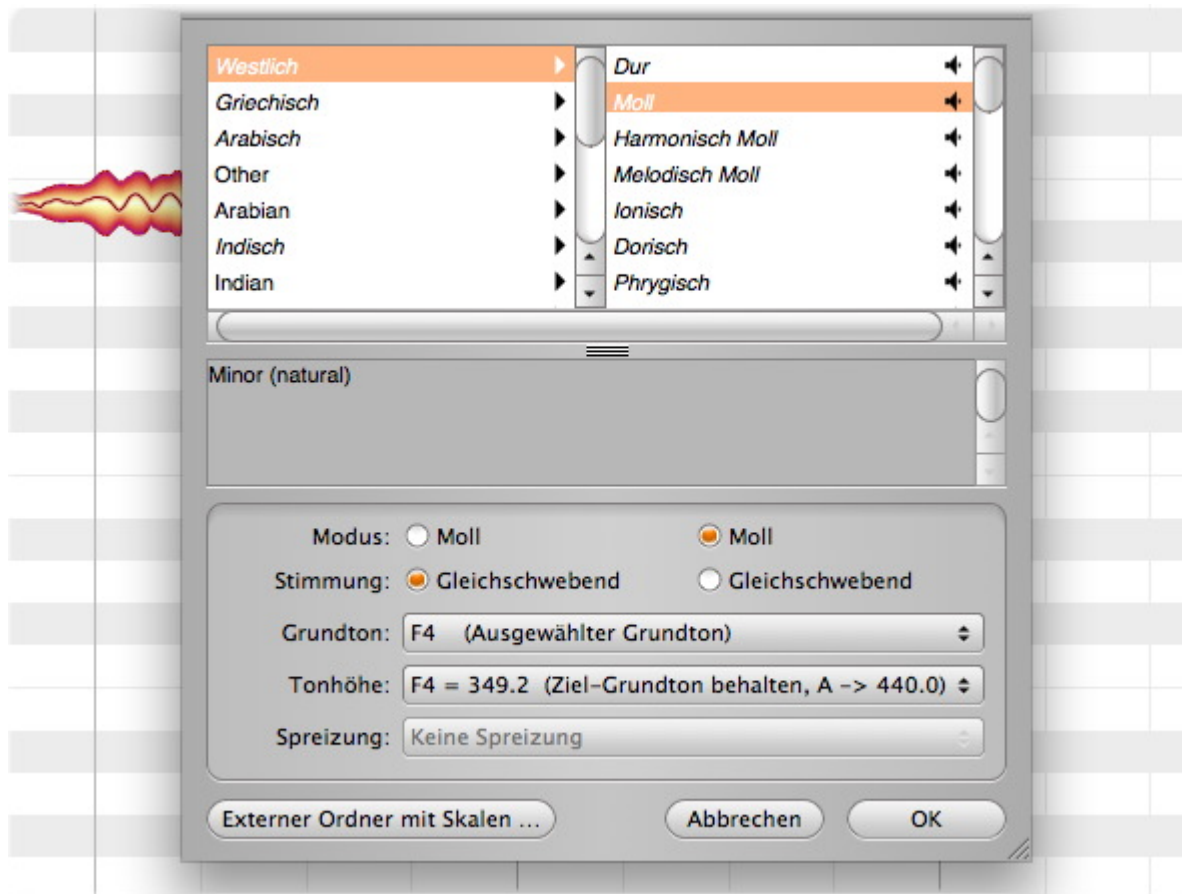 Westlich
Griechisch
Arabisch
Other
Arabian
Indisch
Indian
Dur
Moll
Harmonisch Moll
Melodisch Moll
Ionisch
Dorisch
Phrygisch
Minor (natural)
Modus: Moll Moll
Stimmung: Gleichschwebend Gleichschwebend
Grundton: F4 (Ausgewählter Grundton)
Tonhöhe: F4 = 349.2 (Ziel-Grundton behalten, A -> 440.0)
Spreizung: Keine Spreizung
Externer Ordner mit Skalen ... Abbrechen OK